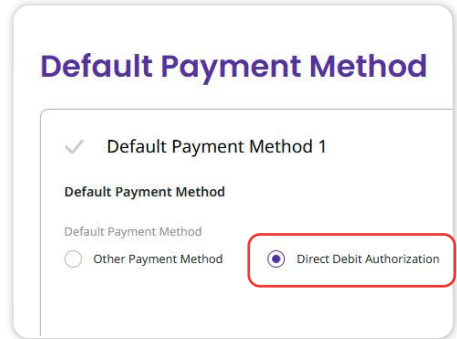 Default Payment Method
Default Payment Method 1
Default Payment Method
Default Payment Method
Other Payment Method Direct Debit Authorization